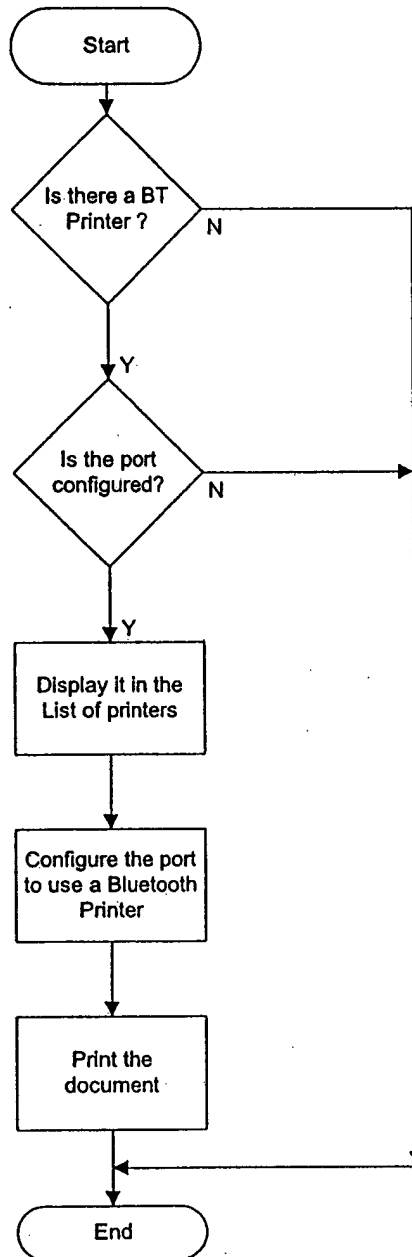 Start
Is there a BT
Printer ?
N
Y
Is the port
configured?
N
Y
Display it in the
List of printers
Configure the port
to use a Bluetooth
Printer
Print the
document
End